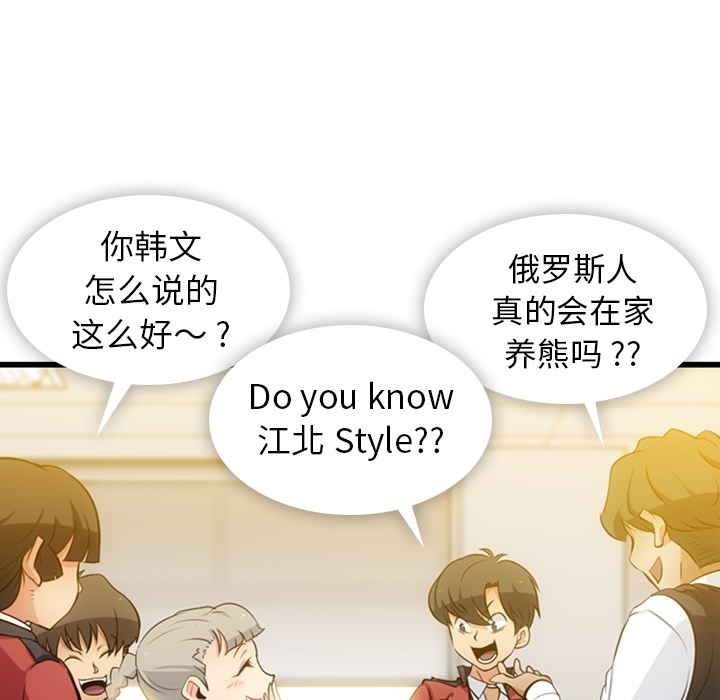 你韩文
怎么说的
这么好～?
Do you know
江北 Style??
俄罗斯人
真的会在家
养熊吗??